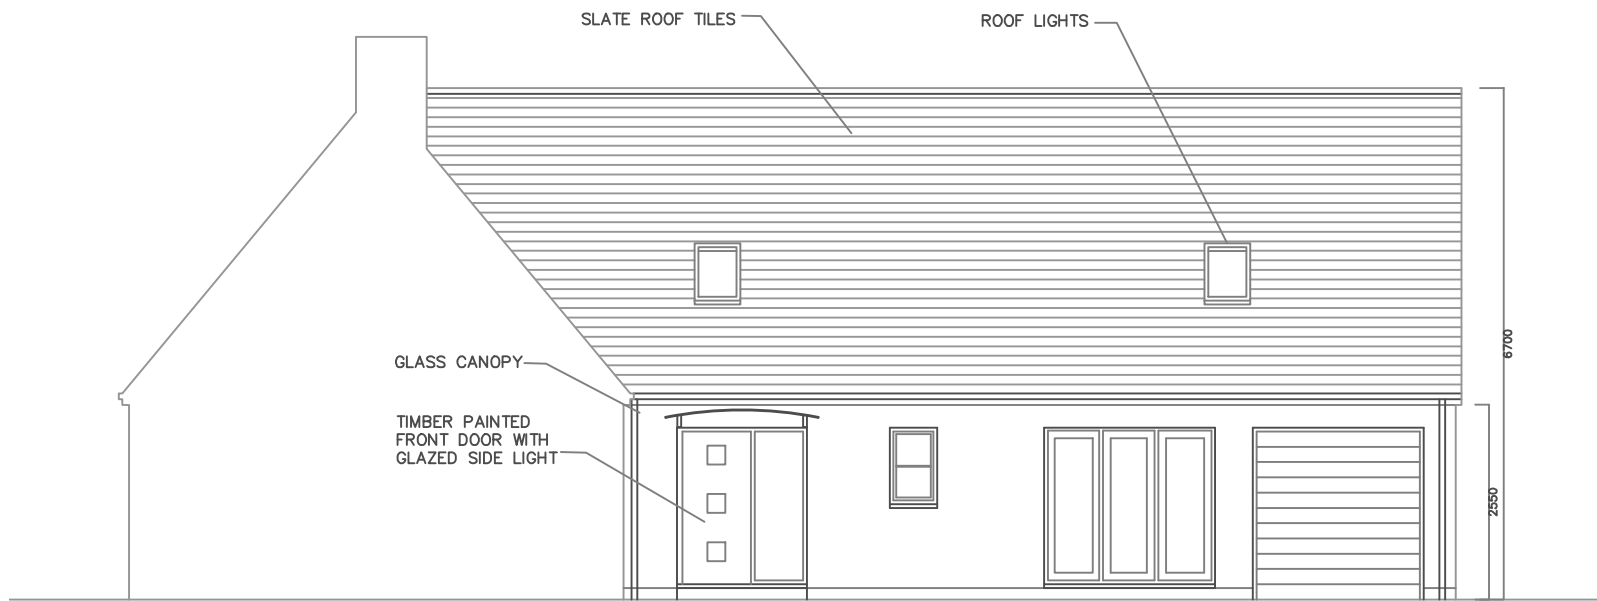 SLATE ROOF TILES
ROOF LIGHTS
6700
GLASS CANOPY
TIMBER PAINTED
FRONT DOOR WITH
GLAZED SIDE LIGHT
2550